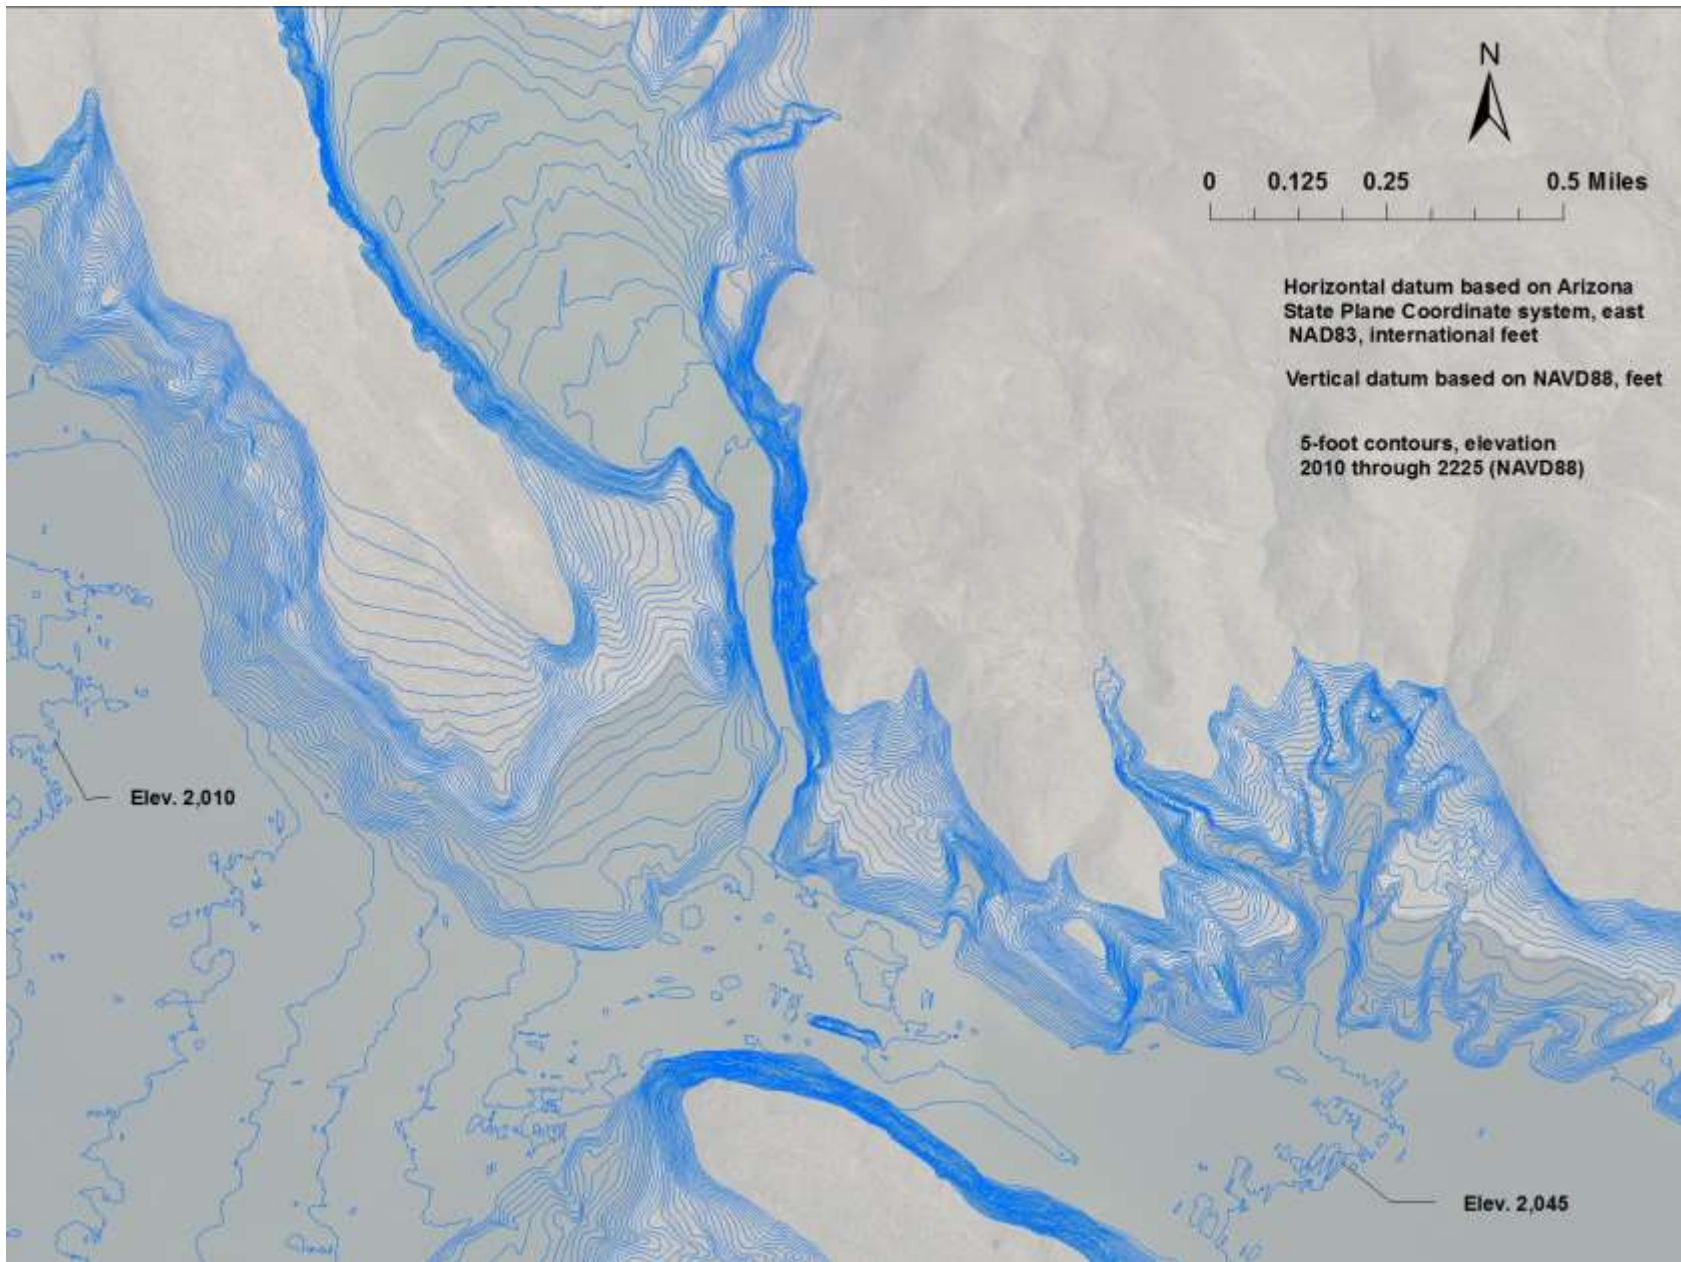 N
0 0.125 0.25 0.5 Miles
Horizontal datum based on Arizona
State Plane Coordinate system, east
NAD83, international feet
Vertical datum based on NAVD88, feet
5-foot contours, elevation
2010 through 2225 (NAVD88)
Elev. 2,010
Elev. 2,045